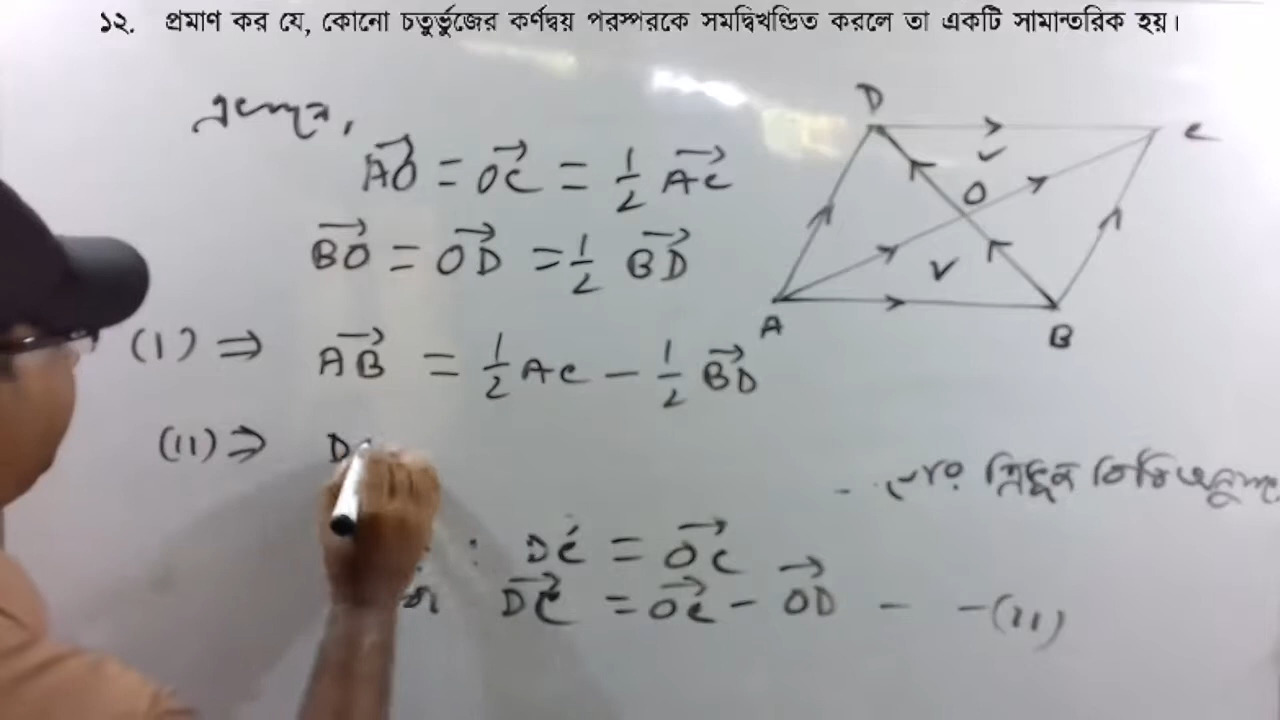 ১২. প্রমাণ কর যে, কোনো চতুর্ভুজের কর্ণদ্বয় পরস্পরকে সমদ্বিখণ্ডিত করলে তা একটি সামান্তরিক হয়।
AO→ = OC→ = 1/2 AC→
BO→ = OD→ = 1/2 BD→
(I) ⇒ AB→ = 1/2 AC - 1/2 BD→
(II) ⇒ D
ত্রিভুজ
: DC = OC→
DC→ = OC→ - OD→ - -(II)
D
C
O
A
B